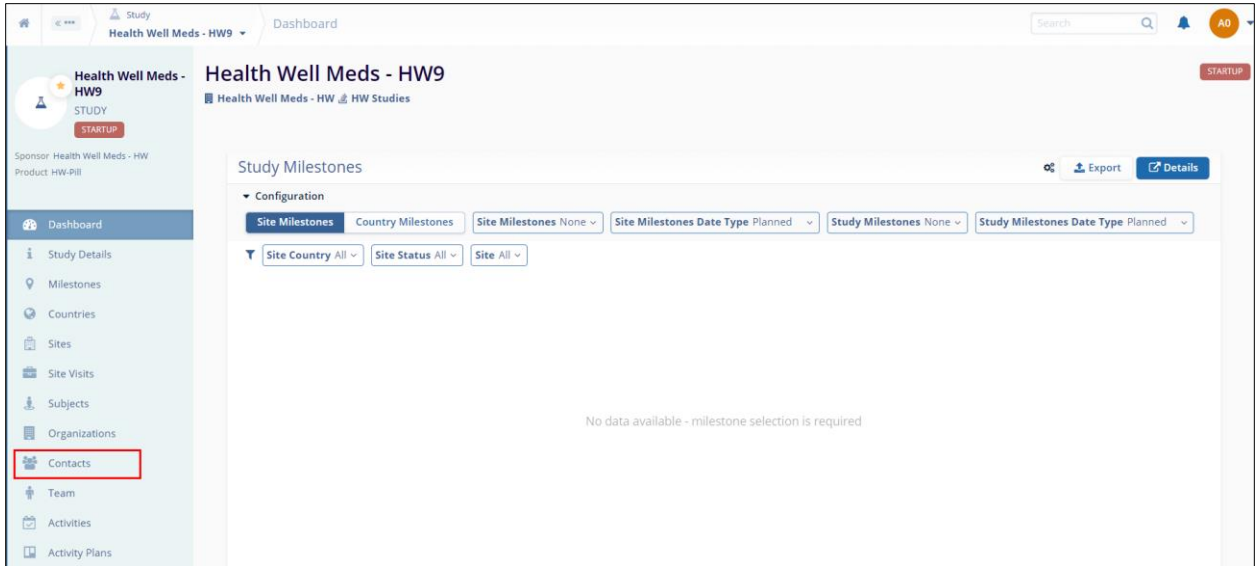 Study
Health Well Meds - HW9
Dashboard
Search
A0
Health Well Meds -
HW9
STUDY
STARTUP
Sponsor Health Well Meds - HW
Product HW-Pill
Dashboard
Study Details
Milestones
Countries
Sites
Site Visits
Subjects
Organizations
Contacts
Team
Activities
Activity Plans
Health Well Meds - HW9
STARTUP
Health Well Meds - HW HW Studies
Study Milestones
Export Details
Configuration
Site Milestones Country Milestones Site Milestones None Site Milestones Date Type Planned Study Milestones None Study Milestones Date Type Planned
Site Country All Site Status All Site All
No data available - milestone selection is required